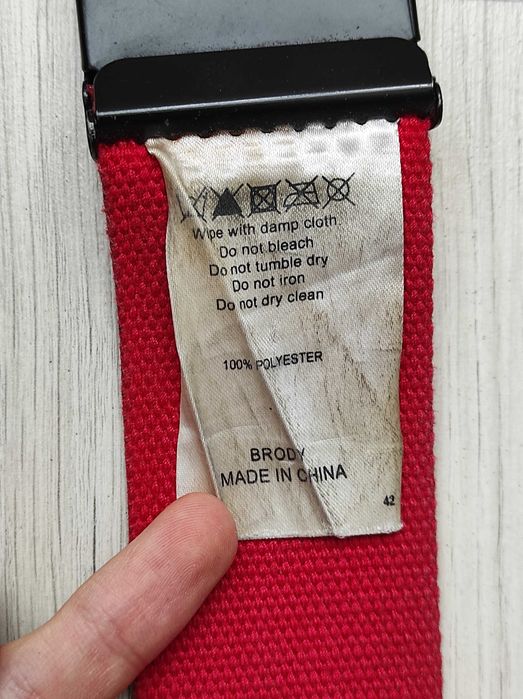 Wipe with damp cloth
Do not bleach
Do not tumble dry
Do not iron
Do not dry clean
100% POLYESTER
BRODY
MADE IN CHINA
42